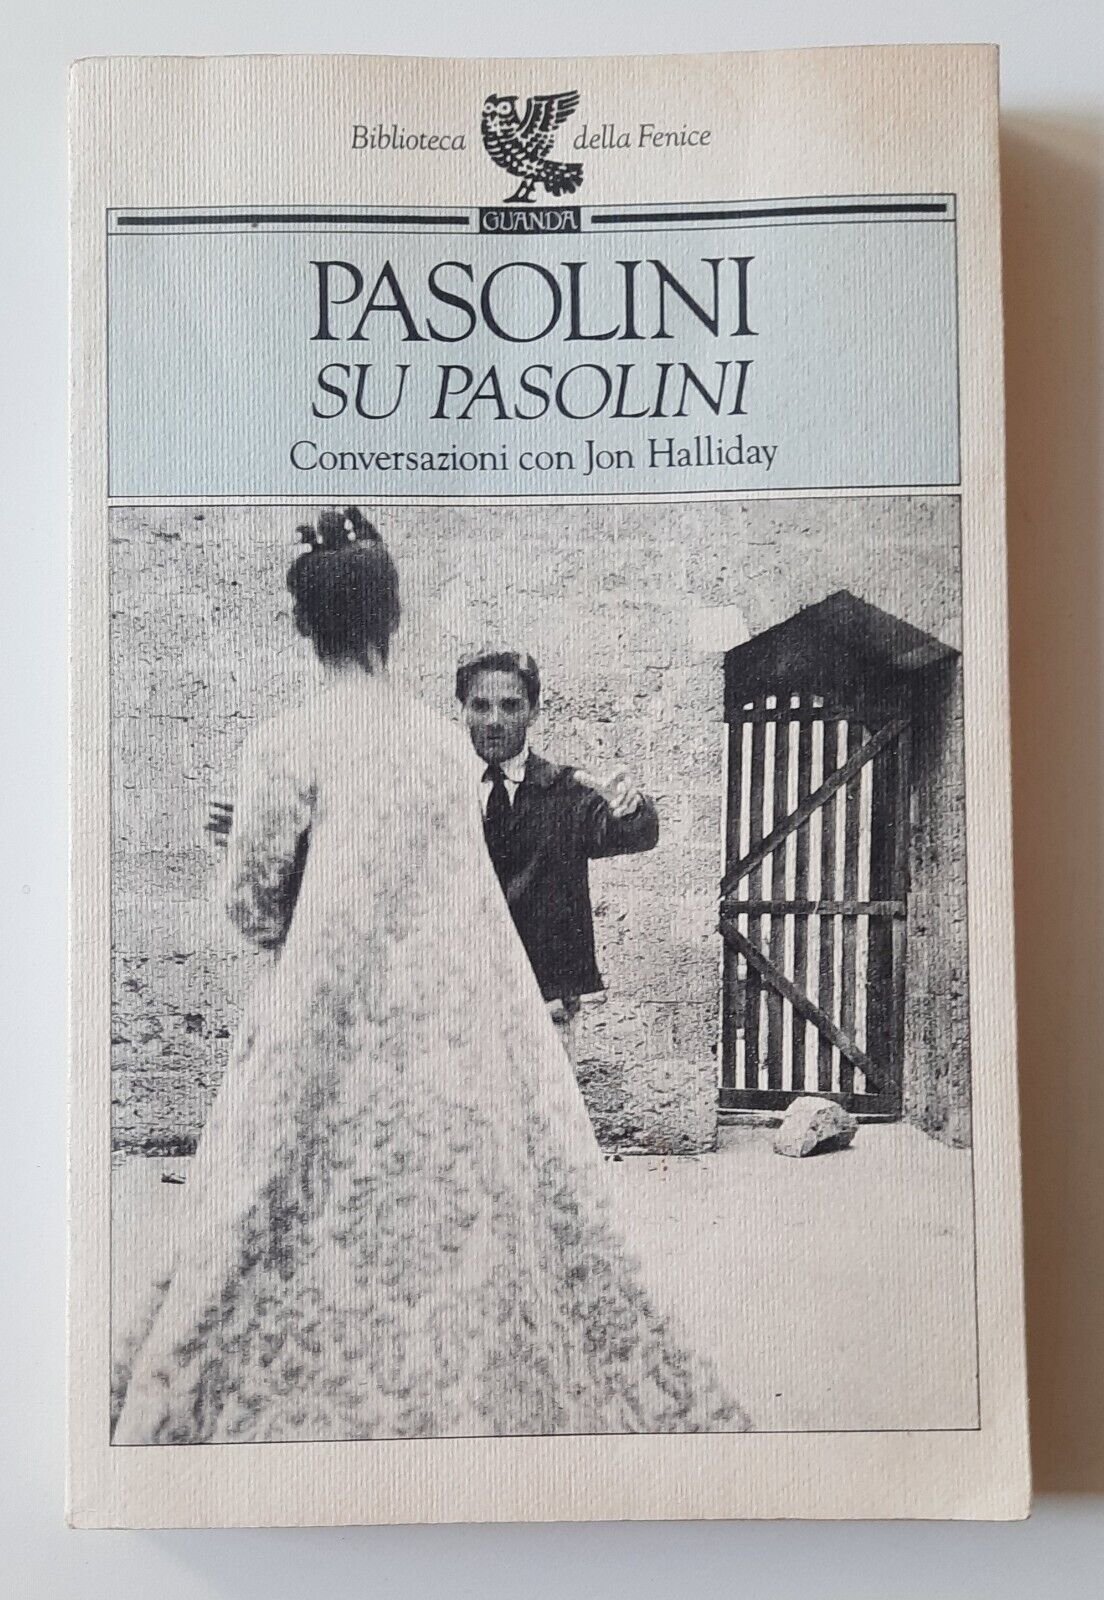 Biblioteca della Fenice
GUANDA
PASOLINI
SU PASOLINI
Conversazioni con Jon Halliday